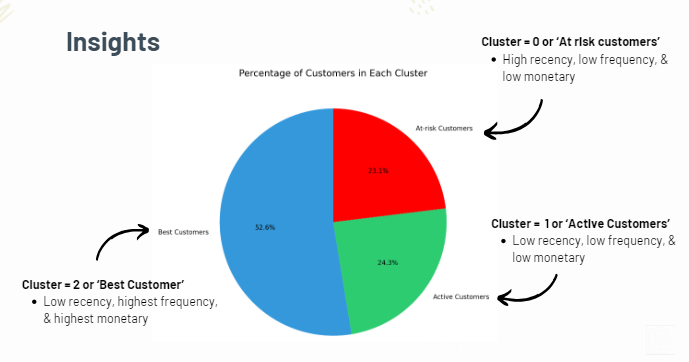 Insights
Percentage of Customers in Each Cluster
Cluster = 0 or ‘At risk customers’
• High recency, low frequency, &
low monetary
At-risk Customers
23.1%
Best Customers
52.6%
24.3%
Active Customers
Cluster = 1 or ‘Active Customers’
• Low recency, low frequency, &
low monetary
Cluster = 2 or ‘Best Customer’
• Low recency, highest frequency,
& highest monetary